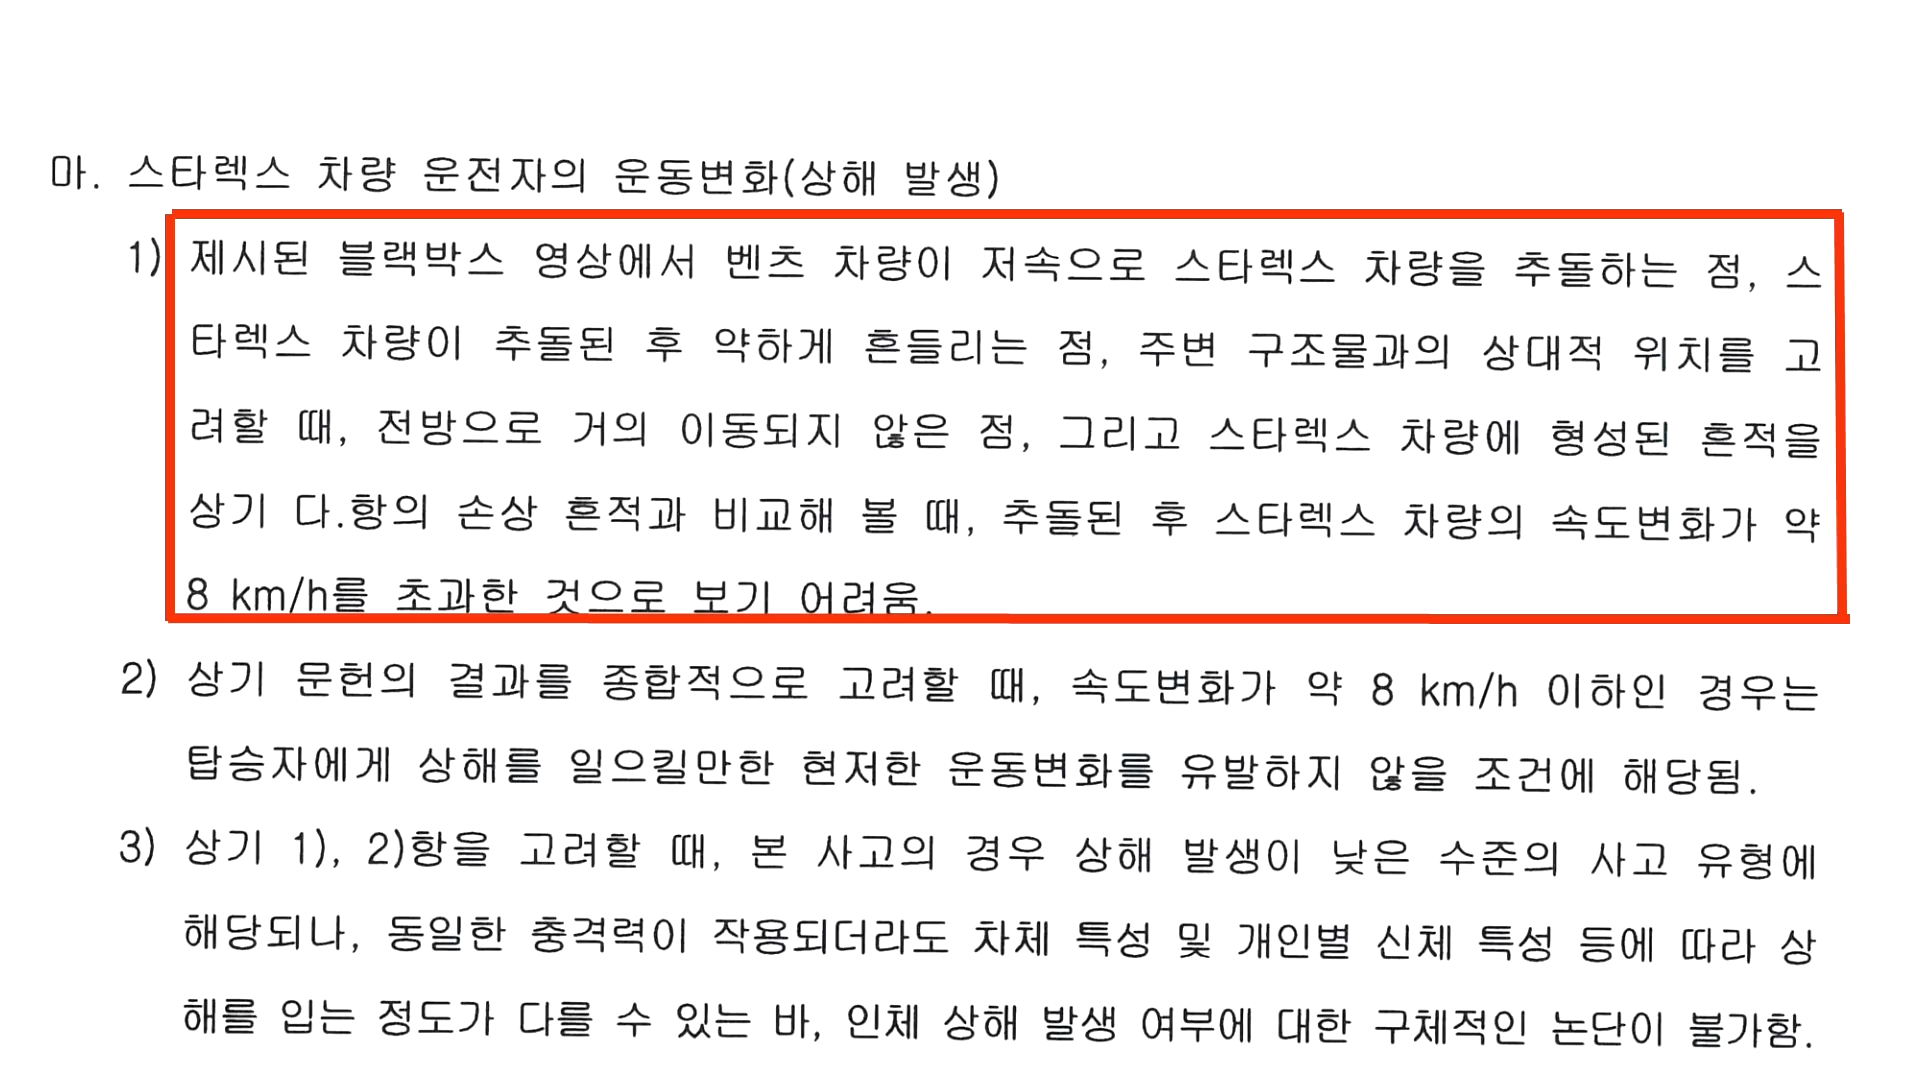 마. 스타렉스 차량 운전자의 운동변화(상해 발생)
1) 제시된 블랙박스 영상에서 벤츠 차량이 저속으로 스타렉스 차량을 추돌하는 점, 스
타렉스 차량이 추돌된 후 약하게 흔들리는 점, 주변 구조물과의 상대적 위치를 고
려할 때, 전방으로 거의 이동되지 않은 점, 그리고 스타렉스 차량에 형성된 흔적을
상기 다.항의 손상 흔적과 비교해 볼 때, 추돌된 후 스타렉스 차량의 속도변화가 약
8 km/h를 초과한 것으로 보기 어려움.
2) 상기 문헌의 결과를 종합적으로 고려할 때, 속도변화가 약 8 km/h 이하인 경우는
탑승자에게 상해를 일으킬만한 현저한 운동변화를 유발하지 않을 조건에 해당됨.
3) 상기 1), 2)항을 고려할 때, 본 사고의 경우 상해 발생이 낮은 수준의 사고 유형에
해당되나, 동일한 충격력이 작용되더라도 차체 특성 및 개인별 신체 특성 등에 따라 상
해를 입는 정도가 다를 수 있는 바, 인체 상해 발생 여부에 대한 구체적인 논단이 불가함.